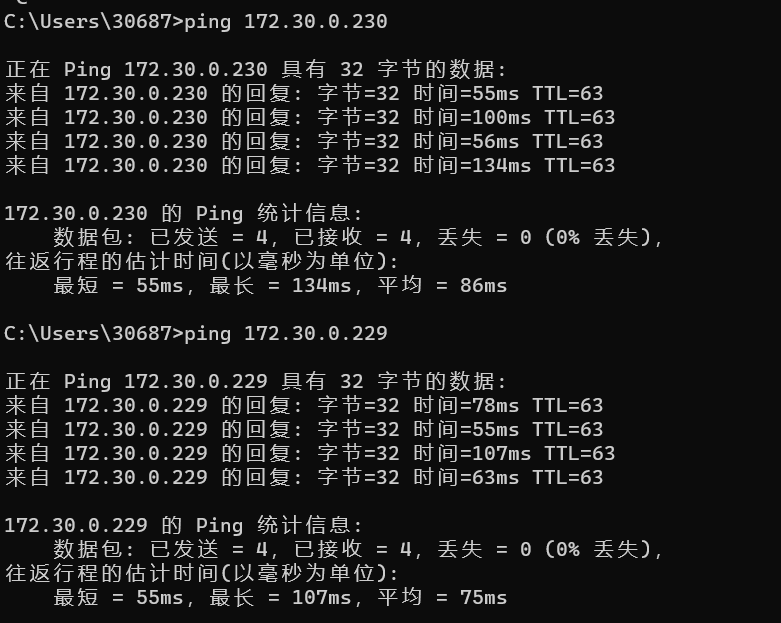 C:\Users\30687>ping 172.30.0.230
正在 Ping 172.30.0.230 具有 32 字节的数据:
来自 172.30.0.230 的回复: 字节=32 时间=55ms TTL=63
来自 172.30.0.230 的回复: 字节=32 时间=100ms TTL=63
来自 172.30.0.230 的回复: 字节=32 时间=56ms TTL=63
来自 172.30.0.230 的回复: 字节=32 时间=134ms TTL=63
172.30.0.230 的 Ping 统计信息:
数据包: 已发送 = 4, 已接收 = 4, 丢失 = 0 (0% 丢失),
往返行程的估计时间(以毫秒为单位):
最短 = 55ms, 最长 = 134ms, 平均 = 86ms
C:\Users\30687>ping 172.30.0.229
正在 Ping 172.30.0.229 具有 32 字节的数据:
来自 172.30.0.229 的回复: 字节=32 时间=78ms TTL=63
来自 172.30.0.229 的回复: 字节=32 时间=55ms TTL=63
来自 172.30.0.229 的回复: 字节=32 时间=107ms TTL=63
来自 172.30.0.229 的回复: 字节=32 时间=63ms TTL=63
172.30.0.229 的 Ping 统计信息:
数据包: 已发送 = 4, 已接收 = 4, 丢失 = 0 (0% 丢失),
往返行程的估计时间(以毫秒为单位):
最短 = 55ms, 最长 = 107ms, 平均 = 75ms